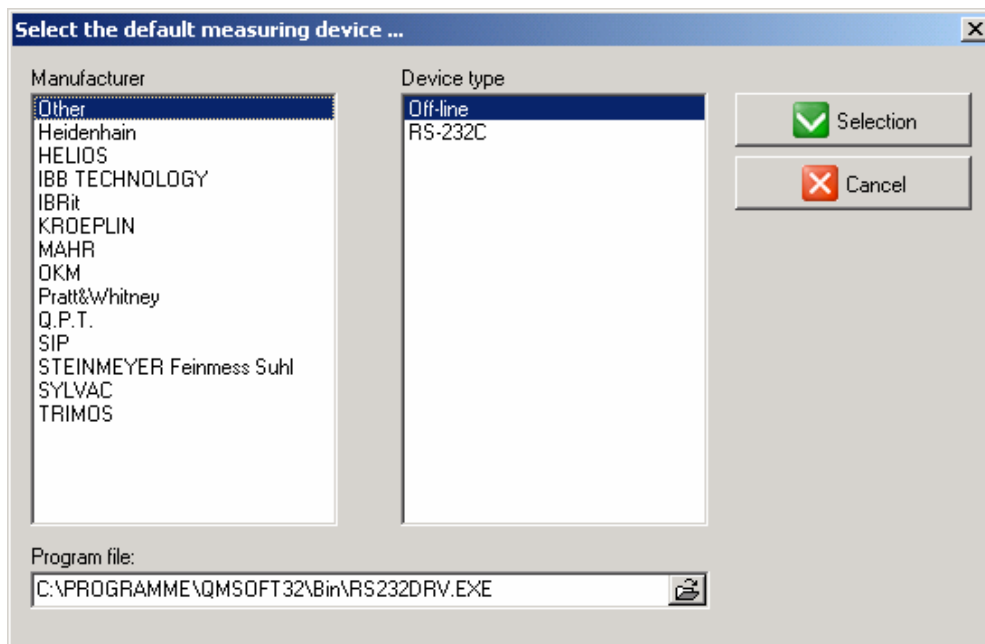 Select the default measuring device ...
Manufacturer
Other
Heidenhain
HELIOS
IBB TECHNOLOGY
IBRit
KROEPLIN
MAHR
OKM
Pratt&Whitney
Q.P.T.
SIP
STEINMEYER Feinmess Suhl
SYLVAC
TRIMOS
Device type
Off-line
RS-232C
Selection
Cancel
Program file:
C:\PROGRAMME\QMSOFT32\Bin\RS232DRV.EXE